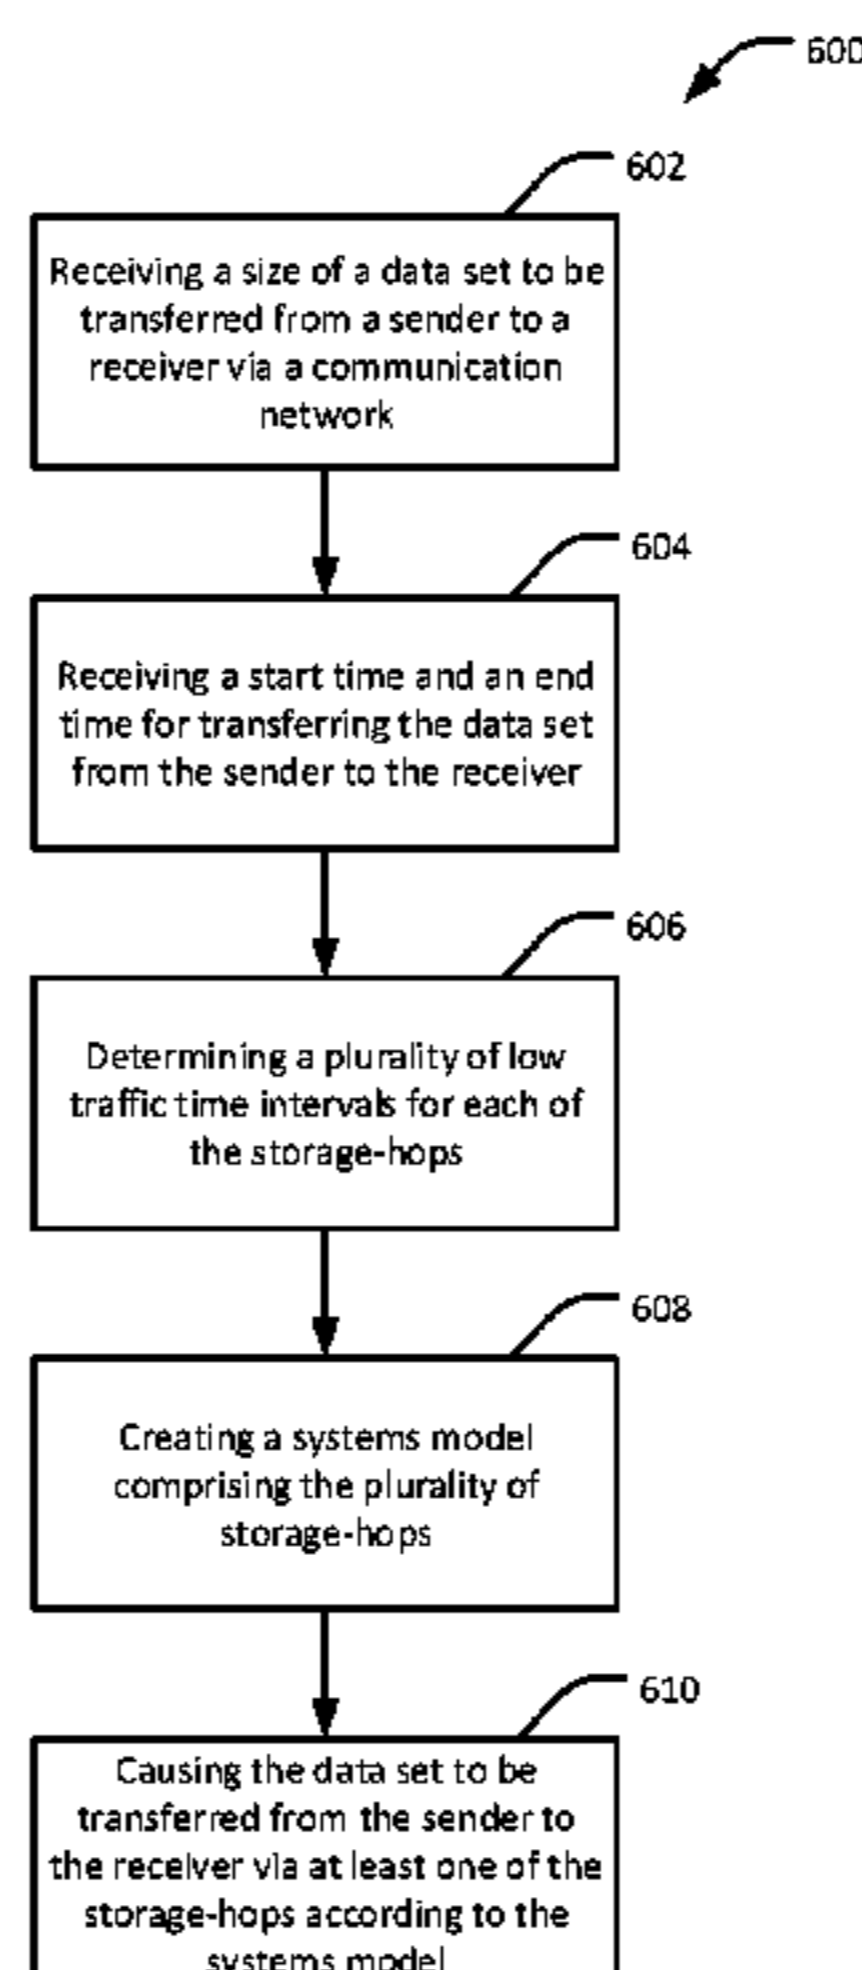 600
602
Receiving a size of a data set to be
transferred from a sender to a
receiver via a communication
network
604
Receiving a start time and an end
time for transferring the data set
from the sender to the receiver
606
Determining a plurality of low
traffic time intervals for each of
the storage-hops
608
Creating a systems model
comprising the plurality of
storage-hops
610
Causing the data set to be
transferred from the sender to
the receiver via at least one of the
storage-hops according to the
systems model